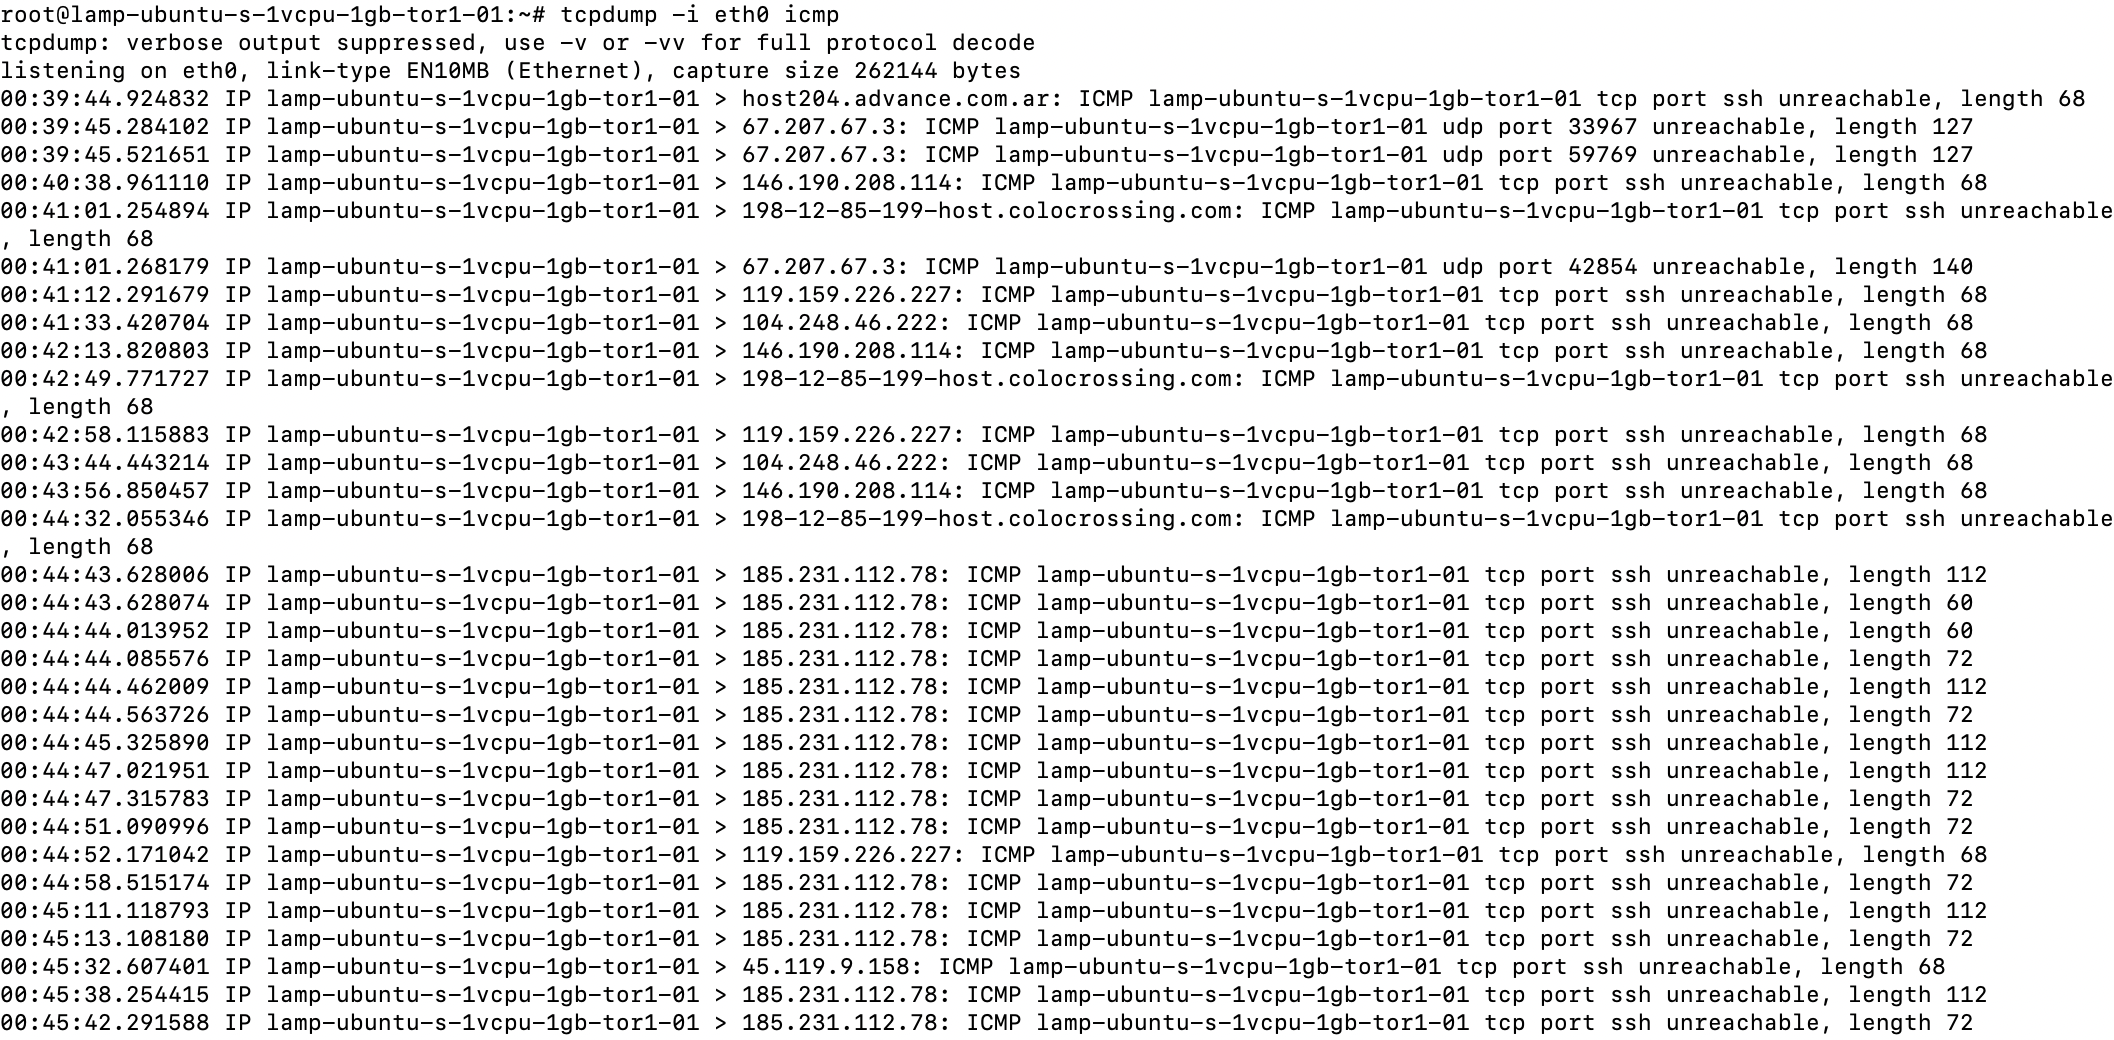 root@lamp-ubuntu-s-1vcpu-1gb-tor1-01:~# tcpdump -i eth0 icmp
tcpdump: verbose output suppressed, use -v or -vv for full protocol decode
listening on eth0, link-type EN10MB (Ethernet), capture size 262144 bytes
00:39:44.924832 IP lamp-ubuntu-s-1vcpu-1gb-tor1-01 > host204.advance.com.ar: ICMP lamp-ubuntu-s-1vcpu-1gb-tor1-01 tcp port ssh unreachable, length 68
00:39:45.284102 IP lamp-ubuntu-s-1vcpu-1gb-tor1-01 > 67.207.67.3: ICMP lamp-ubuntu-s-1vcpu-1gb-tor1-01 udp port 33967 unreachable, length 127
00:39:45.521651 IP lamp-ubuntu-s-1vcpu-1gb-tor1-01 > 67.207.67.3: ICMP lamp-ubuntu-s-1vcpu-1gb-tor1-01 udp port 59769 unreachable, length 127
00:40:38.961110 IP lamp-ubuntu-s-1vcpu-1gb-tor1-01 > 146.190.208.114: ICMP lamp-ubuntu-s-1vcpu-1gb-tor1-01 tcp port ssh unreachable, length 68
00:41:01.254894 IP lamp-ubuntu-s-1vcpu-1gb-tor1-01 > 198-12-85-199-host.colocrossing.com: ICMP lamp-ubuntu-s-1vcpu-1gb-tor1-01 tcp port ssh unreachable
, length 68
00:41:01.268179 IP lamp-ubuntu-s-1vcpu-1gb-tor1-01 > 67.207.67.3: ICMP lamp-ubuntu-s-1vcpu-1gb-tor1-01 udp port 42854 unreachable, length 140
00:41:12.291679 IP lamp-ubuntu-s-1vcpu-1gb-tor1-01 > 119.159.226.227: ICMP lamp-ubuntu-s-1vcpu-1gb-tor1-01 tcp port ssh unreachable, length 68
00:41:33.420704 IP lamp-ubuntu-s-1vcpu-1gb-tor1-01 > 104.248.46.222: ICMP lamp-ubuntu-s-1vcpu-1gb-tor1-01 tcp port ssh unreachable, length 68
00:42:13.820803 IP lamp-ubuntu-s-1vcpu-1gb-tor1-01 > 146.190.208.114: ICMP lamp-ubuntu-s-1vcpu-1gb-tor1-01 tcp port ssh unreachable, length 68
00:42:49.771727 IP lamp-ubuntu-s-1vcpu-1gb-tor1-01 > 198-12-85-199-host.colocrossing.com: ICMP lamp-ubuntu-s-1vcpu-1gb-tor1-01 tcp port ssh unreachable
, length 68
00:42:58.115883 IP lamp-ubuntu-s-1vcpu-1gb-tor1-01 > 119.159.226.227: ICMP lamp-ubuntu-s-1vcpu-1gb-tor1-01 tcp port ssh unreachable, length 68
00:43:44.443214 IP lamp-ubuntu-s-1vcpu-1gb-tor1-01 > 104.248.46.222: ICMP lamp-ubuntu-s-1vcpu-1gb-tor1-01 tcp port ssh unreachable, length 68
00:43:56.850457 IP lamp-ubuntu-s-1vcpu-1gb-tor1-01 > 146.190.208.114: ICMP lamp-ubuntu-s-1vcpu-1gb-tor1-01 tcp port ssh unreachable, length 68
00:44:32.055346 IP lamp-ubuntu-s-1vcpu-1gb-tor1-01 > 198-12-85-199-host.colocrossing.com: ICMP lamp-ubuntu-s-1vcpu-1gb-tor1-01 tcp port ssh unreachable
, length 68
00:44:43.628006 IP lamp-ubuntu-s-1vcpu-1gb-tor1-01 > 185.231.112.78: ICMP lamp-ubuntu-s-1vcpu-1gb-tor1-01 tcp port ssh unreachable, length 112
00:44:43.628074 IP lamp-ubuntu-s-1vcpu-1gb-tor1-01 > 185.231.112.78: ICMP lamp-ubuntu-s-1vcpu-1gb-tor1-01 tcp port ssh unreachable, length 60
00:44:44.013952 IP lamp-ubuntu-s-1vcpu-1gb-tor1-01 > 185.231.112.78: ICMP lamp-ubuntu-s-1vcpu-1gb-tor1-01 tcp port ssh unreachable, length 60
00:44:44.085576 IP lamp-ubuntu-s-1vcpu-1gb-tor1-01 > 185.231.112.78: ICMP lamp-ubuntu-s-1vcpu-1gb-tor1-01 tcp port ssh unreachable, length 72
00:44:44.462009 IP lamp-ubuntu-s-1vcpu-1gb-tor1-01 > 185.231.112.78: ICMP lamp-ubuntu-s-1vcpu-1gb-tor1-01 tcp port ssh unreachable, length 112
00:44:44.563726 IP lamp-ubuntu-s-1vcpu-1gb-tor1-01 > 185.231.112.78: ICMP lamp-ubuntu-s-1vcpu-1gb-tor1-01 tcp port ssh unreachable, length 72
00:44:45.325890 IP lamp-ubuntu-s-1vcpu-1gb-tor1-01 > 185.231.112.78: ICMP lamp-ubuntu-s-1vcpu-1gb-tor1-01 tcp port ssh unreachable, length 112
00:44:47.021951 IP lamp-ubuntu-s-1vcpu-1gb-tor1-01 > 185.231.112.78: ICMP lamp-ubuntu-s-1vcpu-1gb-tor1-01 tcp port ssh unreachable, length 112
00:44:47.315783 IP lamp-ubuntu-s-1vcpu-1gb-tor1-01 > 185.231.112.78: ICMP lamp-ubuntu-s-1vcpu-1gb-tor1-01 tcp port ssh unreachable, length 72
00:44:51.090996 IP lamp-ubuntu-s-1vcpu-1gb-tor1-01 > 185.231.112.78: ICMP lamp-ubuntu-s-1vcpu-1gb-tor1-01 tcp port ssh unreachable, length 72
00:44:52.171042 IP lamp-ubuntu-s-1vcpu-1gb-tor1-01 > 119.159.226.227: ICMP lamp-ubuntu-s-1vcpu-1gb-tor1-01 tcp port ssh unreachable, length 68
00:44:58.515174 IP lamp-ubuntu-s-1vcpu-1gb-tor1-01 > 185.231.112.78: ICMP lamp-ubuntu-s-1vcpu-1gb-tor1-01 tcp port ssh unreachable, length 72
00:45:11.118793 IP lamp-ubuntu-s-1vcpu-1gb-tor1-01 > 185.231.112.78: ICMP lamp-ubuntu-s-1vcpu-1gb-tor1-01 tcp port ssh unreachable, length 112
00:45:13.108180 IP lamp-ubuntu-s-1vcpu-1gb-tor1-01 > 185.231.112.78: ICMP lamp-ubuntu-s-1vcpu-1gb-tor1-01 tcp port ssh unreachable, length 72
00:45:32.607401 IP lamp-ubuntu-s-1vcpu-1gb-tor1-01 > 45.119.9.158: ICMP lamp-ubuntu-s-1vcpu-1gb-tor1-01 tcp port ssh unreachable, length 68
00:45:38.254415 IP lamp-ubuntu-s-1vcpu-1gb-tor1-01 > 185.231.112.78: ICMP lamp-ubuntu-s-1vcpu-1gb-tor1-01 tcp port ssh unreachable, length 112
00:45:42.291588 IP lamp-ubuntu-s-1vcpu-1gb-tor1-01 > 185.231.112.78: ICMP lamp-ubuntu-s-1vcpu-1gb-tor1-01 tcp port ssh unreachable, length 72